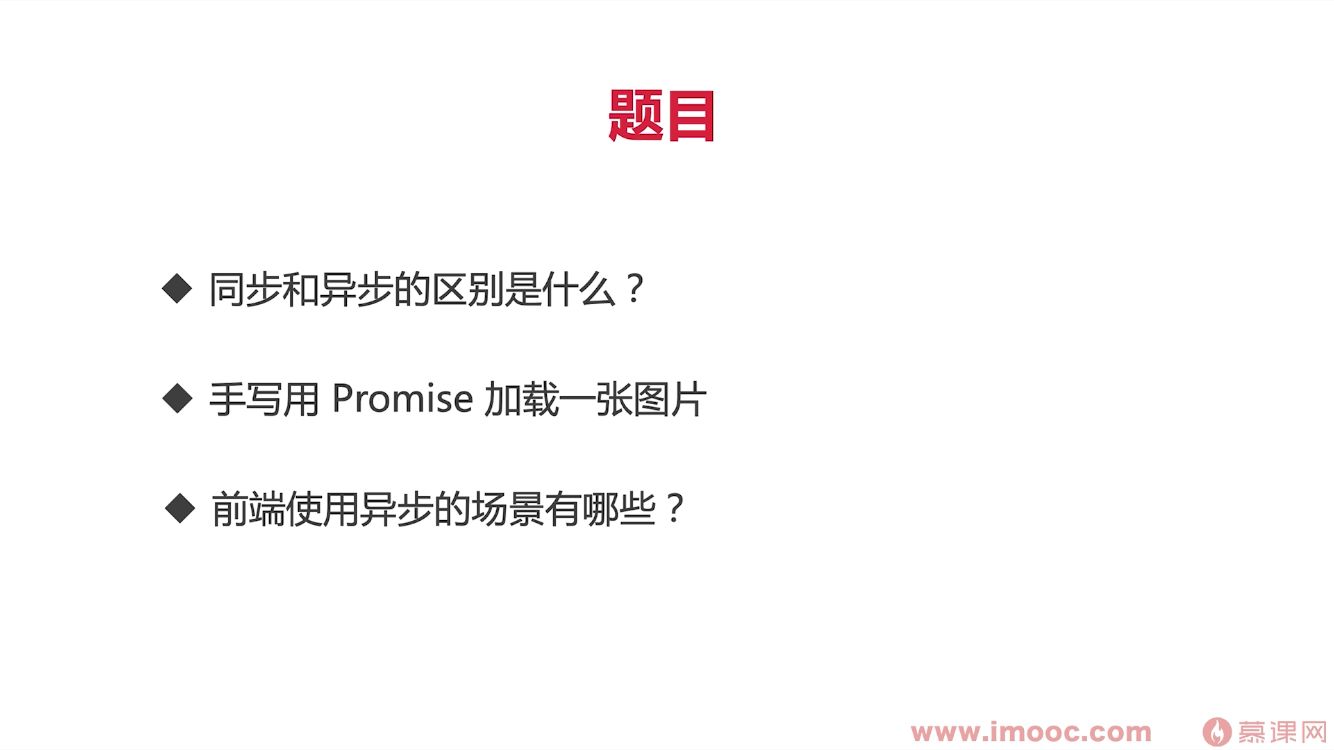 题目
◆ 同步和异步的区别是什么？
◆ 手写用 Promise 加载一张图片
◆ 前端使用异步的场景有哪些？
www.imooc.com 慕课网